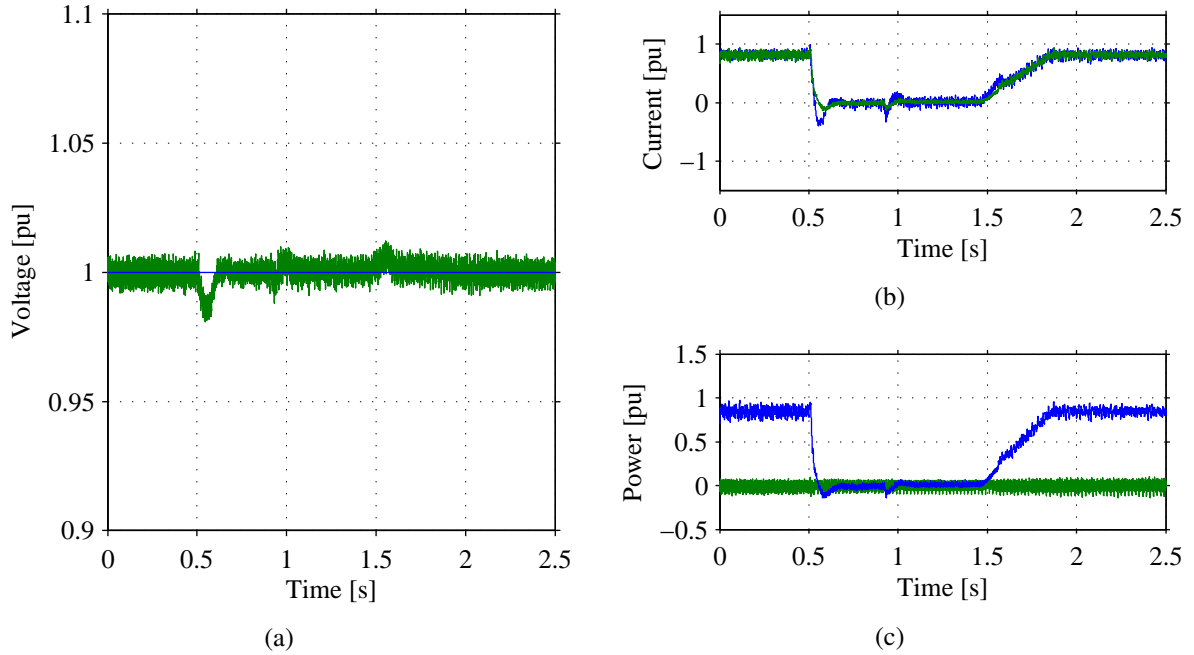 1.1
1.05
1
0.95
0.9
Voltage [pu]
0 0.5 1 1.5 2 2.5
Time [s]
(a)
1
0
−1
Current [pu]
0 0.5 1 1.5 2 2.5
Time [s]
(b)
1.5
1
0.5
0
−0.5
Power [pu]
0 0.5 1 1.5 2 2.5
Time [s]
(c)